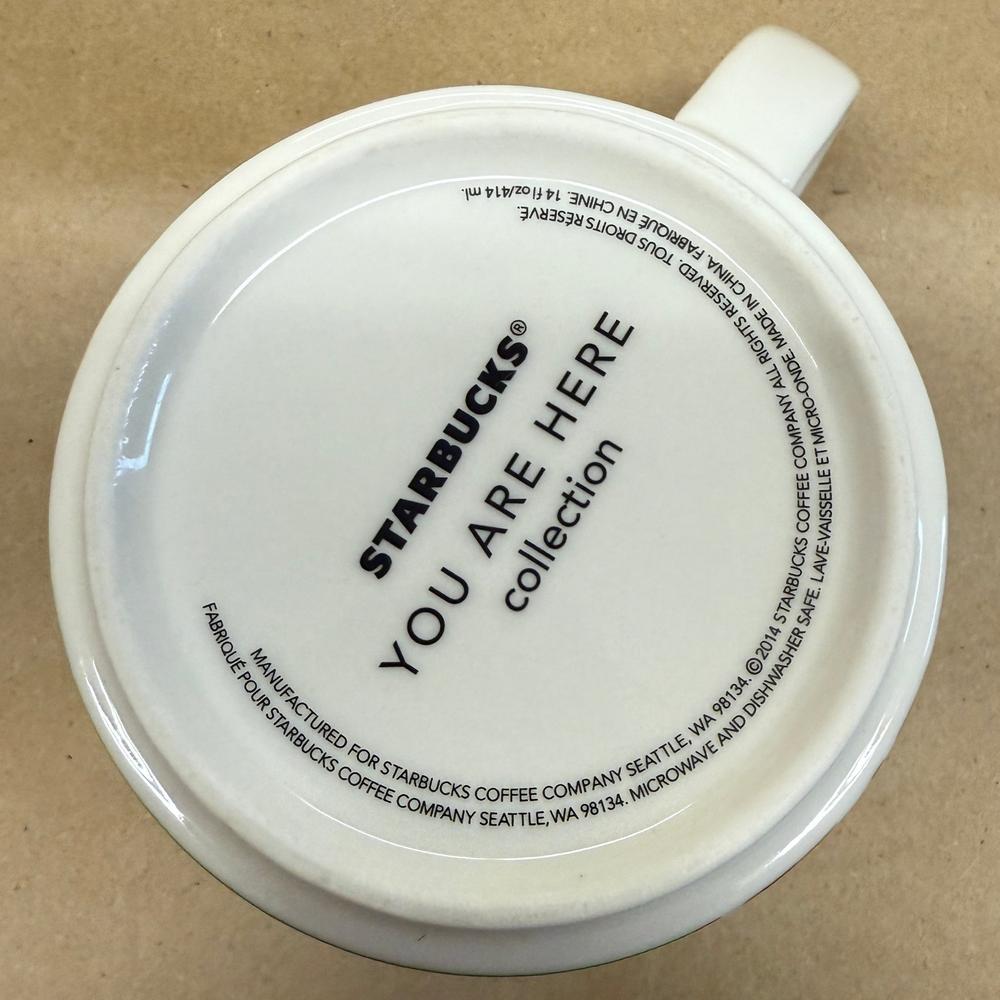 STARBUCKS®
YOU ARE HERE
collection
MANUFACTURED FOR STARBUCKS COFFEE COMPANY SEATTLE, WA 98134. ©2014 STARBUCKS COFFEE COMPANY ALL RIGHTS RESERVED. TOUS DROITS RÉSERVÉ.
FABRIQUÉ POUR STARBUCKS COFFEE COMPANY SEATTLE, WA 98134. MICROWAVE AND DISHWASHER SAFE. LAVE-VAISSELLE ET MICRO-ONDE. MADE IN CHINA. FABRIQUÉ EN CHINE. 14 fl oz/414 ml.